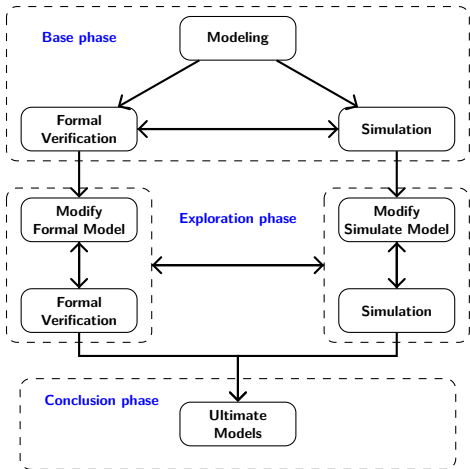 Base phase
Modeling
Formal
Verification
Simulation
Modify
Formal Model
Exploration phase
Modify
Simulate Model
Formal
Verification
Simulation
Conclusion phase
Ultimate
Models